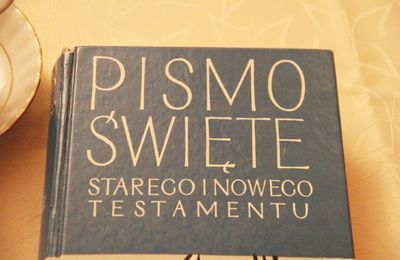 PISMO
ŚWIĘTE
STAREGO I NOWEGO
TESTAMENTU